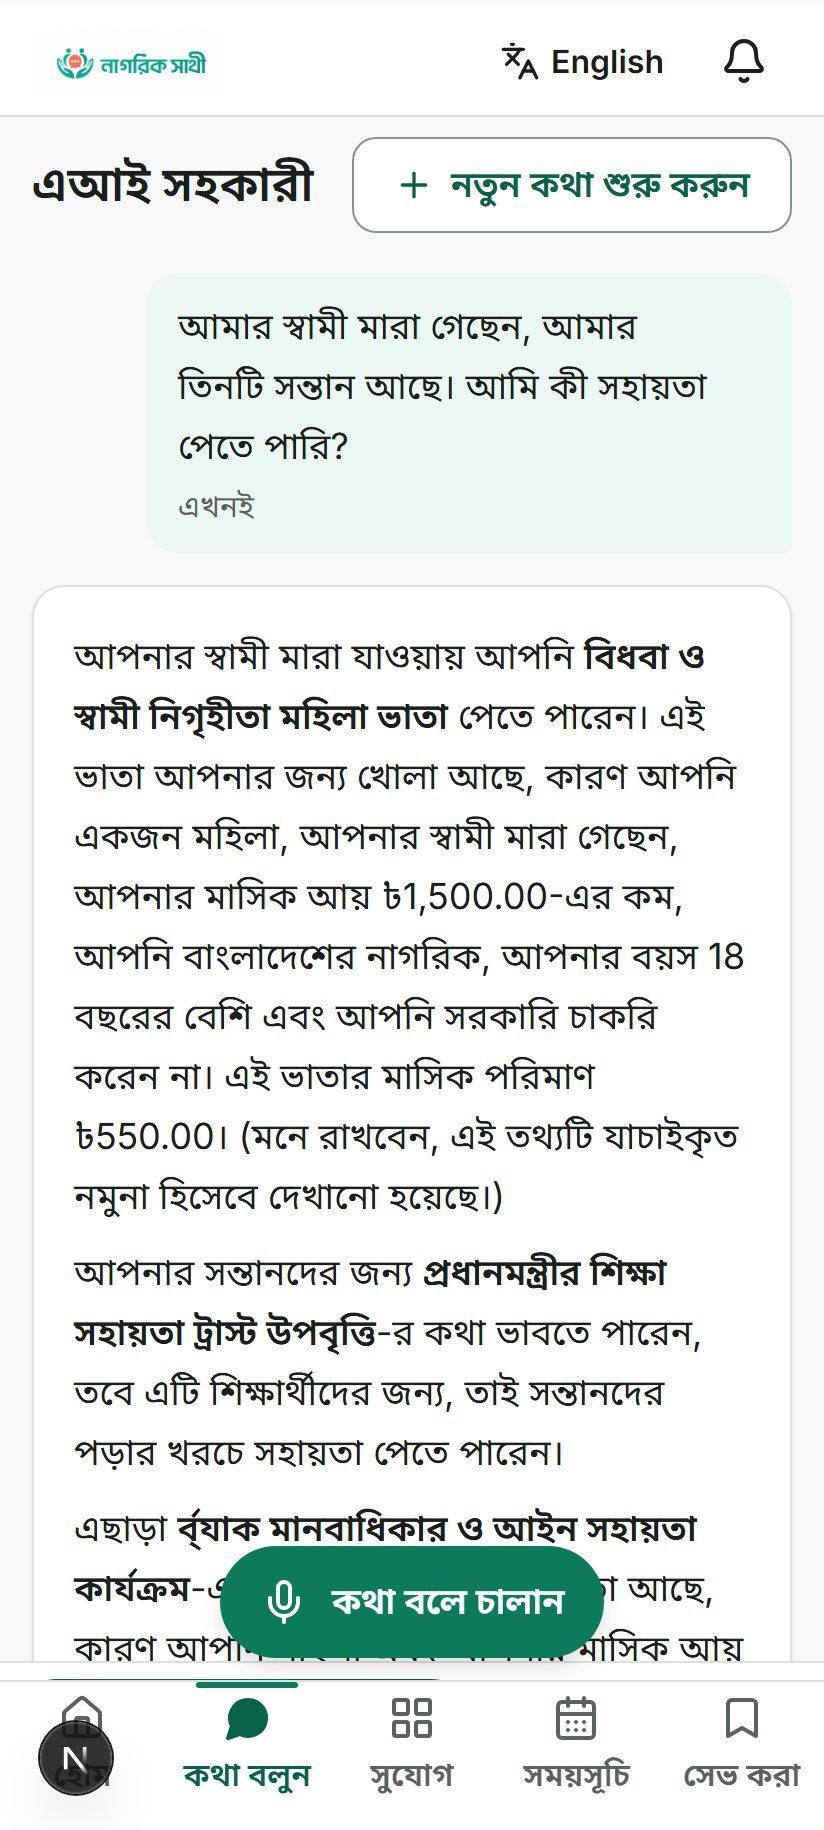 নাগরিক সাথী
English
এআই সহকারী
+ নতুন কথা শুরু করুন
আমার স্বামী মারা গেছেন, আমার
তিনটি সন্তান আছে। আমি কী সহায়তা
পেতে পারি?
এখনই
আপনার স্বামী মারা যাওয়ায় আপনি বিধবা ও
স্বামী নিগৃহীতা মহিলা ভাতা পেতে পারেন। এই
ভাতা আপনার জন্য খোলা আছে, কারণ আপনি
একজন মহিলা, আপনার স্বামী মারা গেছেন,
আপনার মাসিক আয় ৳1,500.00-এর কম,
আপনি বাংলাদেশের নাগরিক, আপনার বয়স 18
বছরের বেশি এবং আপনি সরকারি চাকরি
করেন না। এই ভাতার মাসিক পরিমাণ
৳550.00। (মনে রাখবেন, এই তথ্যটি যাচাইকৃত
নমুনা হিসেবে দেখানো হয়েছে।)
আপনার সন্তানদের জন্য প্রধানমন্ত্রীর শিক্ষা
সহায়তা ট্রাস্ট উপবৃত্তি-র কথা ভাবতে পারেন,
তবে এটি শিক্ষার্থীদের জন্য, তাই সন্তানদের
পড়ার খরচে সহায়তা পেতে পারেন।
এছাড়া ব্র্যাক মানবাধিকার ও আইন সহায়তা
কার্যক্রম আছে,
কথা বলে চালান
কারণ মাসিক আয়
N
হোম
কথা বলুন
সুযোগ
সময়সূচি
সেভ করা